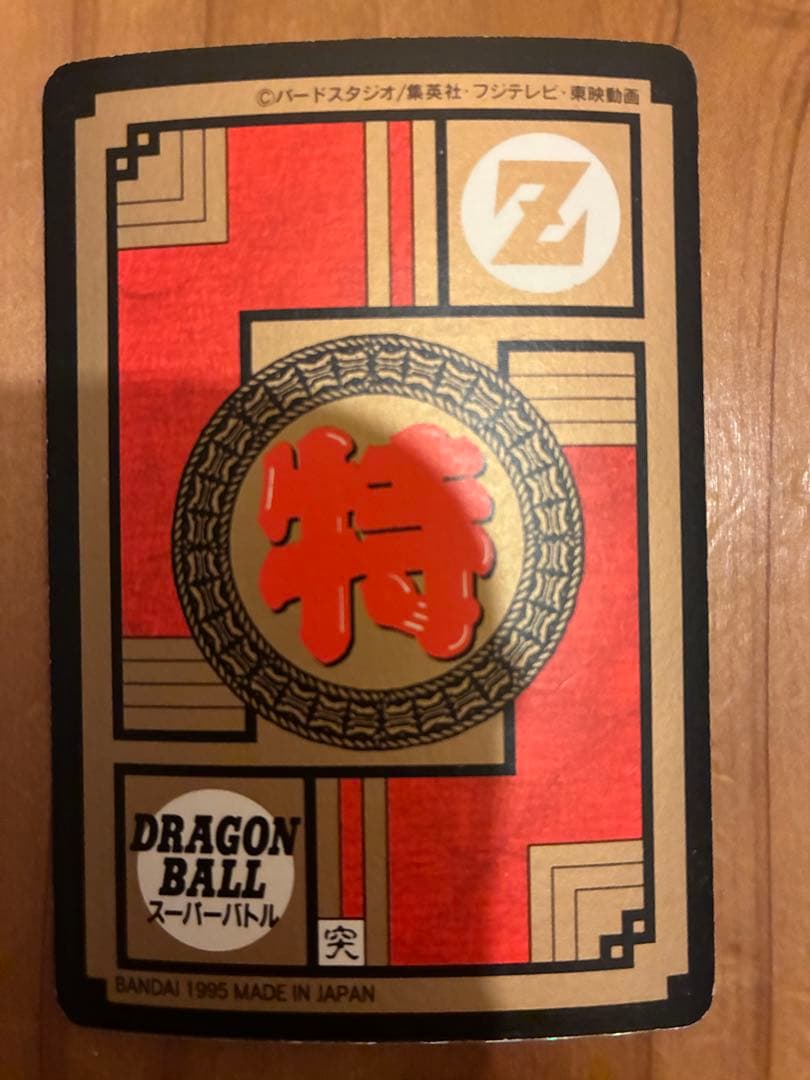 ©バードスタジオ/集英社・フジテレビ・東映動画
Z
特
DRAGON
BALL
スーパーバトル
突
BANDAI 1995 MADE IN JAPAN